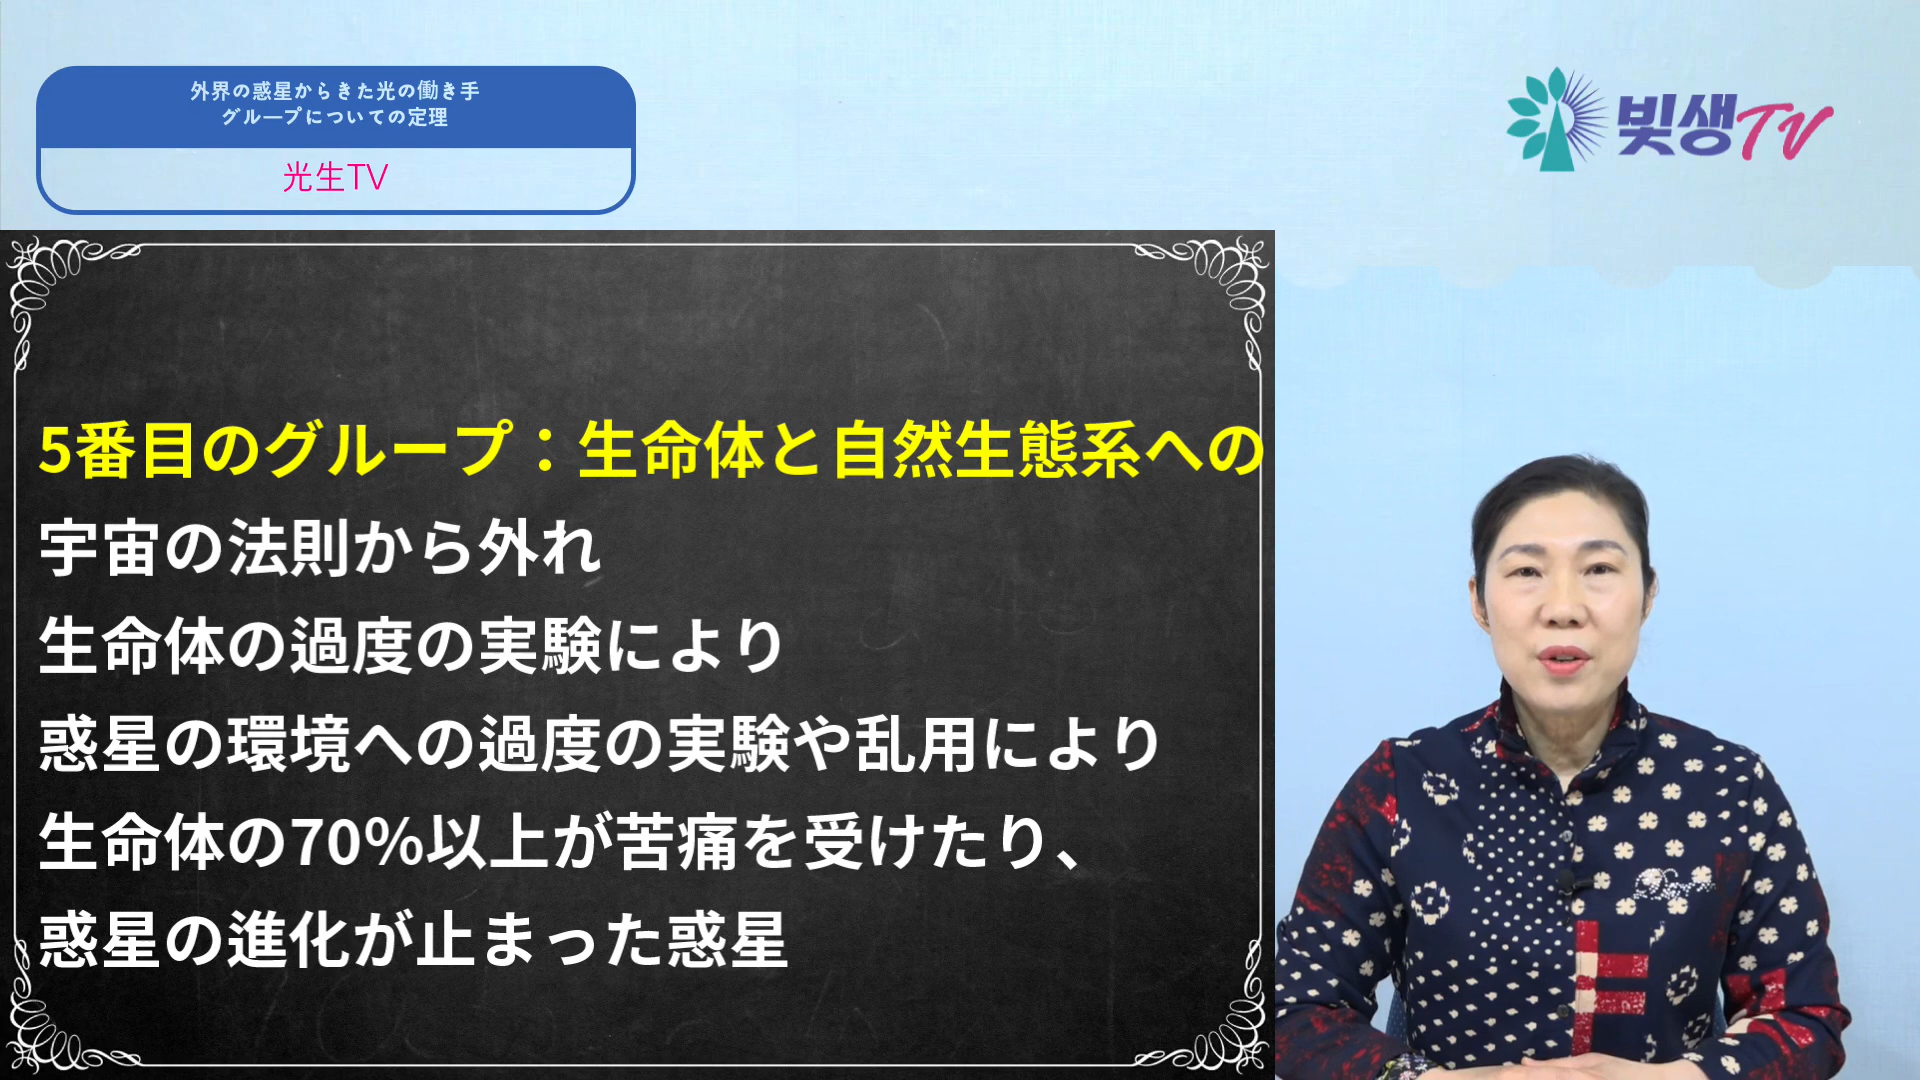 外界の惑星からきた光の働き手
グループについての定理
光生TV
빛생TV
5番目のグループ：生命体と自然生態系への
宇宙の法則から外れ
生命体の過度の実験により
惑星の環境への過度の実験や乱用により
生命体の70%以上が苦痛を受けたり、
惑星の進化が止まった惑星